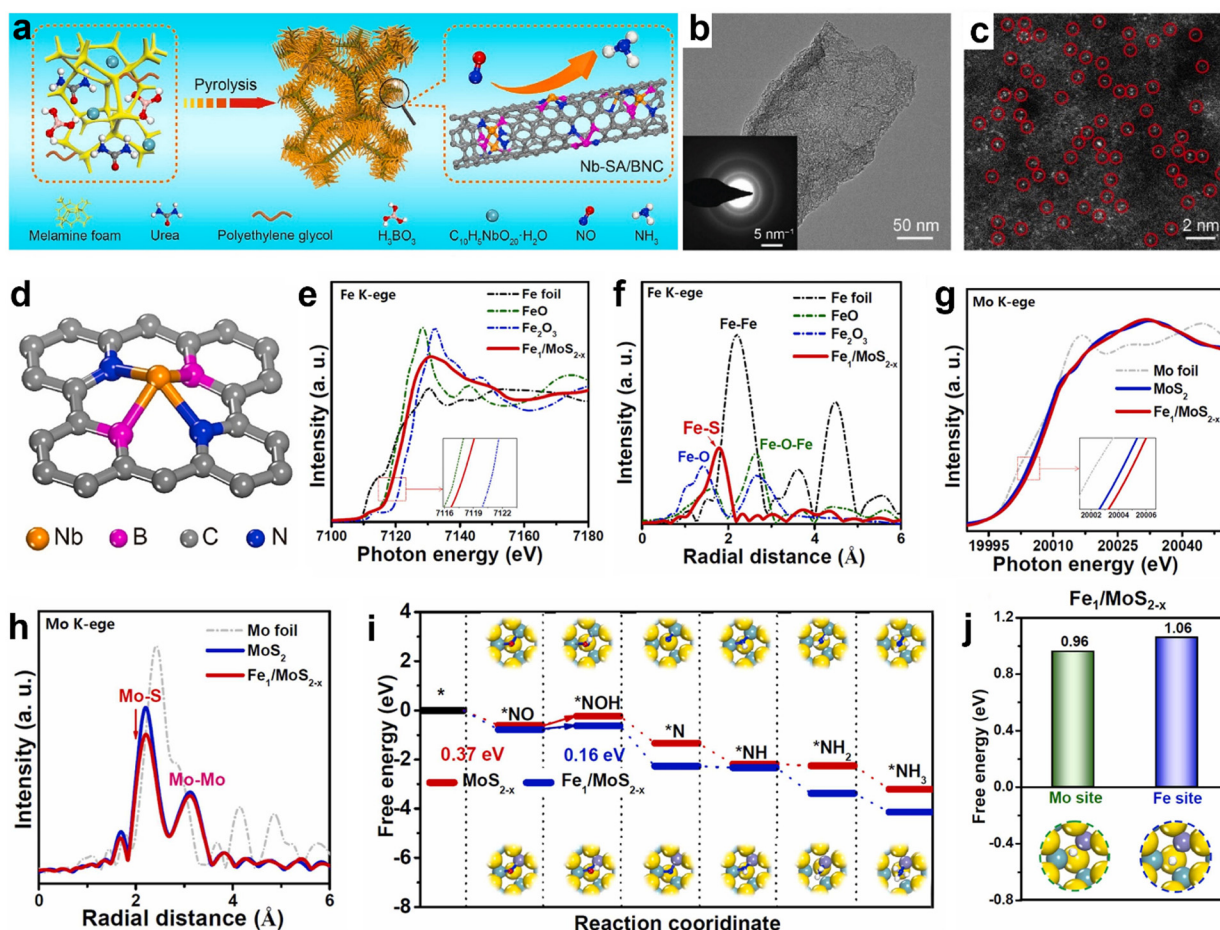 a
Pyrolysis
Nb-SA/BNC
Melamine foam
Urea
Polyethylene glycol
H₃BO₃
C₁₀H₅NbO₂₀·H₂O
NO
NH₃
b
5 nm⁻¹
50 nm
c
2 nm
d
Nb
B
C
N
e
Fe K-ege
Fe foil
FeO
Fe₂O₃
Fe₁/MoS₂₋ₓ
7116 7119 7122
Intensity (a. u.)
7100 7120 7140 7160 7180
Photon energy (eV)
f
Fe K-ege
Fe foil
FeO
Fe₂O₃
Fe₁/MoS₂₋ₓ
Fe-Fe
Fe-S
Fe-O
Fe-O-Fe
Intensity (a. u.)
0 2 4 6
Radial distance (Å)
g
Mo K-ege
Mo foil
MoS₂
Fe₁/MoS₂₋ₓ
20002 20004 20006
Intensity (a. u.)
19995 20010 20025 20040
Photon energy (eV)
h
Mo K-ege
Mo foil
MoS₂
Fe₁/MoS₂₋ₓ
Mo-S
Mo-Mo
Intensity (a. u.)
0 2 4 6
Radial distance (Å)
i
4
2
0
-2
-4
-6
-8
Free energy (eV)
*
*NO
*NOH
*N
*NH
*NH₂
*NH₃
0.37 eV
0.16 eV
MoS₂₋ₓ
Fe₁/MoS₂₋ₓ
Reaction cooridinate
j
Fe₁/MoS₂₋ₓ
1.2
0.8
0.4
0.0
-0.4
-0.8
Free energy (eV)
0.96
1.06
Mo site
Fe site